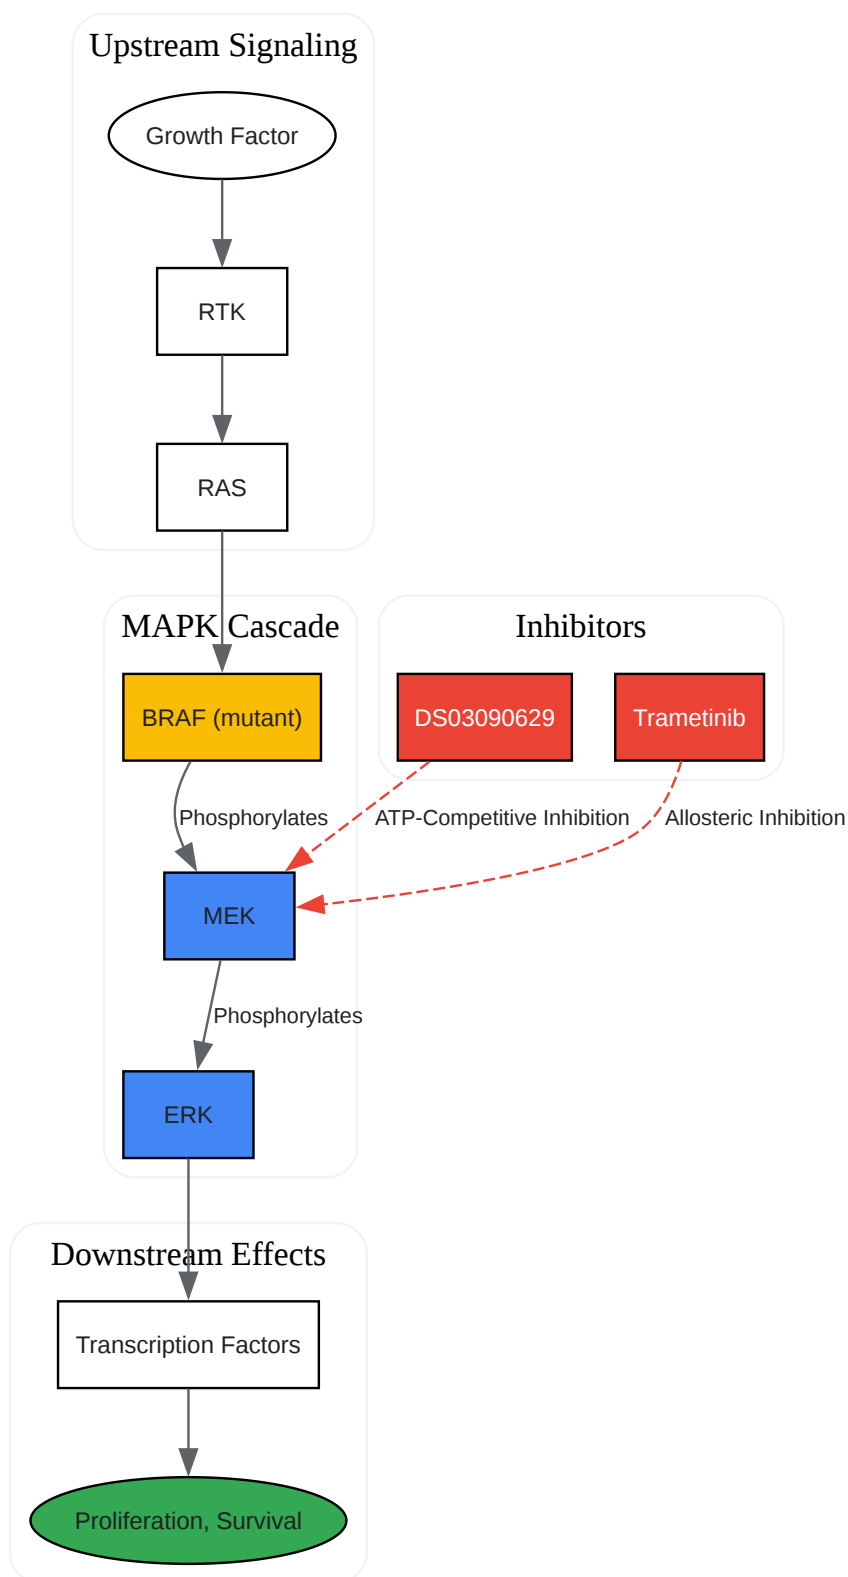 Upstream Signaling
Growth Factor
RTK
RAS
MAPK Cascade
Inhibitors
BRAF (mutant)
DS03090629
Trametinib
Phosphorylates
ATP-Competitive Inhibition
Allosteric Inhibition
MEK
Phosphorylates
ERK
Downstream Effects
Transcription Factors
Proliferation, Survival